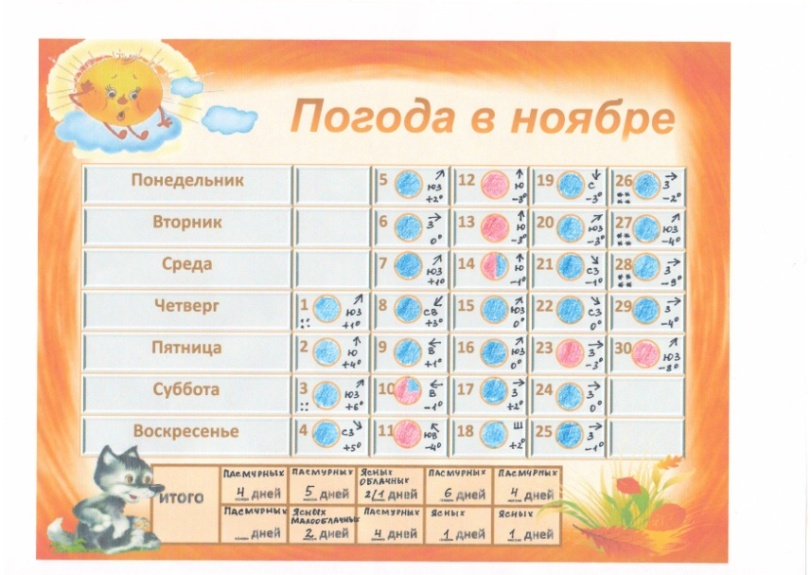 Погода в ноябре
Понедельник 5 ЮЗ +2° 12 Ю -3° 19 С -3° 26 З -2°
Вторник 6 З 0° 13 Ю -3° 20 ЮЗ -3° 27 ЮЗ -4°
Среда 7 ЮЗ +1° 14 Ю -1° 21 СЗ -1° 28 З -9°
Четверг 1 ЮЗ +1° 8 СВ +3° 15 ЮЗ 0° 22 СЗ 0° 29 З -4°
Пятница 2 Ю +4° 9 В +1° 16 ЮЗ 0° 23 З -3° 30 ЮЗ -8°
Суббота 3 ЮЗ +6° 10 В -1° 17 З +2° 24 З 0°
Воскресенье 4 СЗ +5° 11 ЮВ -4° 18 Ш +2° 25 З -1°
ИТОГО
ПАСМУРНЫХ ПАСМУРНЫХ ЯСНЫХ ПАСМУРНЫХ ПАСМУРНЫХ
ОБЛАЧНЫХ
4 дней 5 дней 2/1 дней 6 дней 4 дней
ПАСМУРНЫХ ЯСНЫХ ПАСМУРНЫХ ЯСНЫХ ЯСНЫХ
МАЛООБЛАЧНЫХ
дней 2 дней 4 дней 1 дней 1 дней